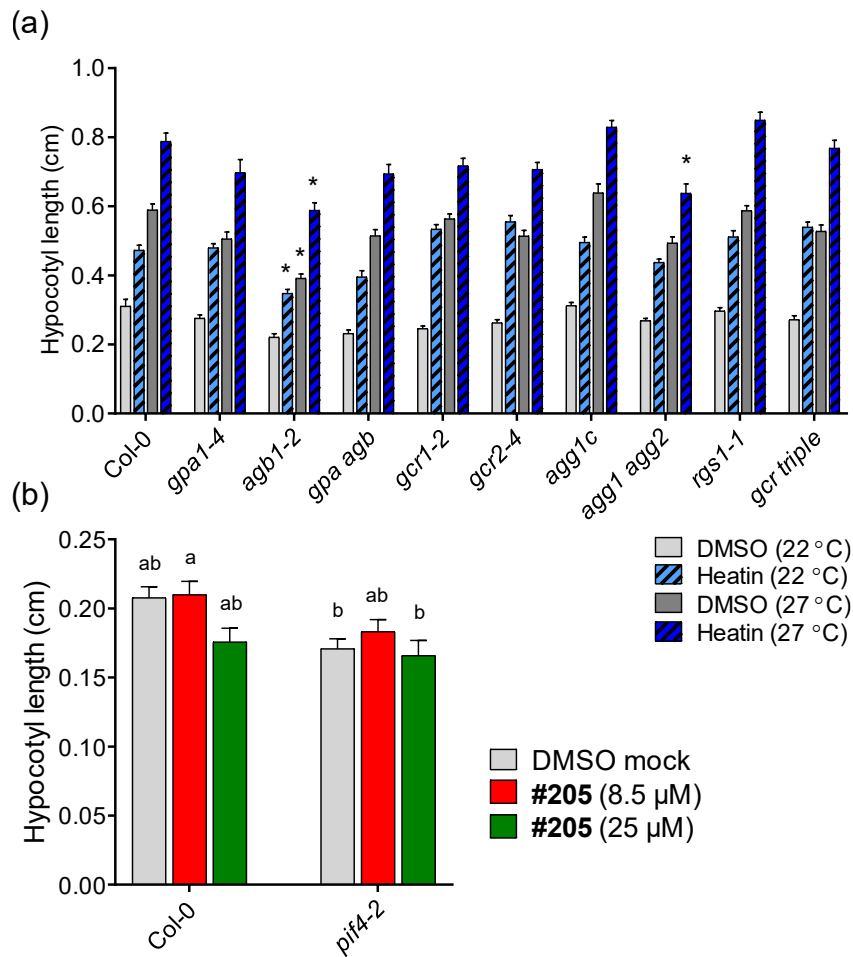 (a)
Hypocotyl length (cm)
1.0
0.8
0.6
0.4
0.2
0.0
* * *
*
Col-0
gpa1-4
agb1-2
gpa agb
gcr1-2
gcr2-4
agg1c
agg1 agg2
rgs1-1
gcr triple
DMSO (22 °C)
Heatin (22 °C)
DMSO (27 °C)
Heatin (27 °C)
(b)
Hypocotyl length (cm)
0.25
0.20
0.15
0.10
0.05
0.00
ab a ab
b ab b
Col-0
pif4-2
DMSO mock
#205 (8.5 µM)
#205 (25 µM)